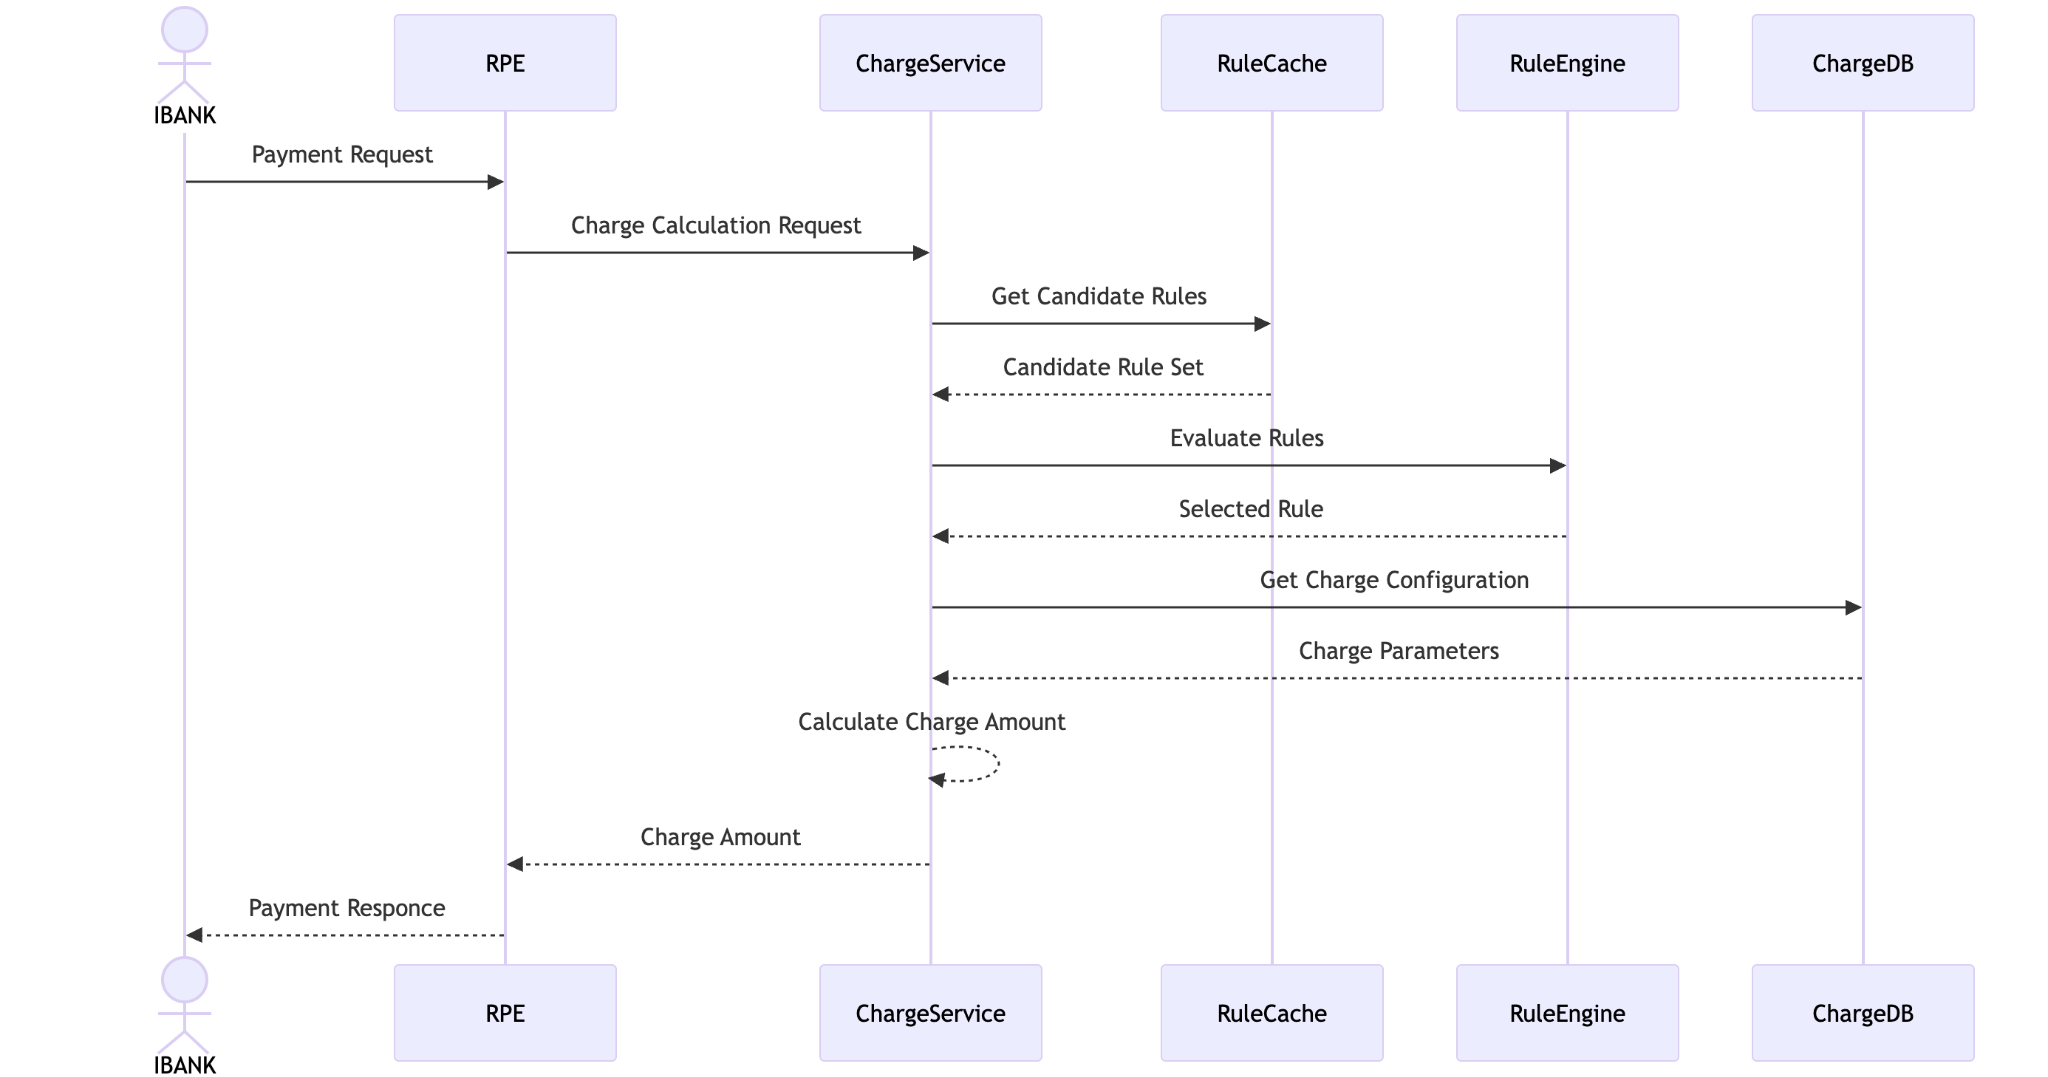 RPE
ChargeService
RuleCache
RuleEngine
ChargeDB
IBANK
Payment Request
Charge Calculation Request
Get Candidate Rules
Candidate Rule Set
Evaluate Rules
Selected Rule
Get Charge Configuration
Charge Parameters
Calculate Charge Amount
Charge Amount
Payment Responce
RPE
ChargeService
RuleCache
RuleEngine
ChargeDB
IBANK